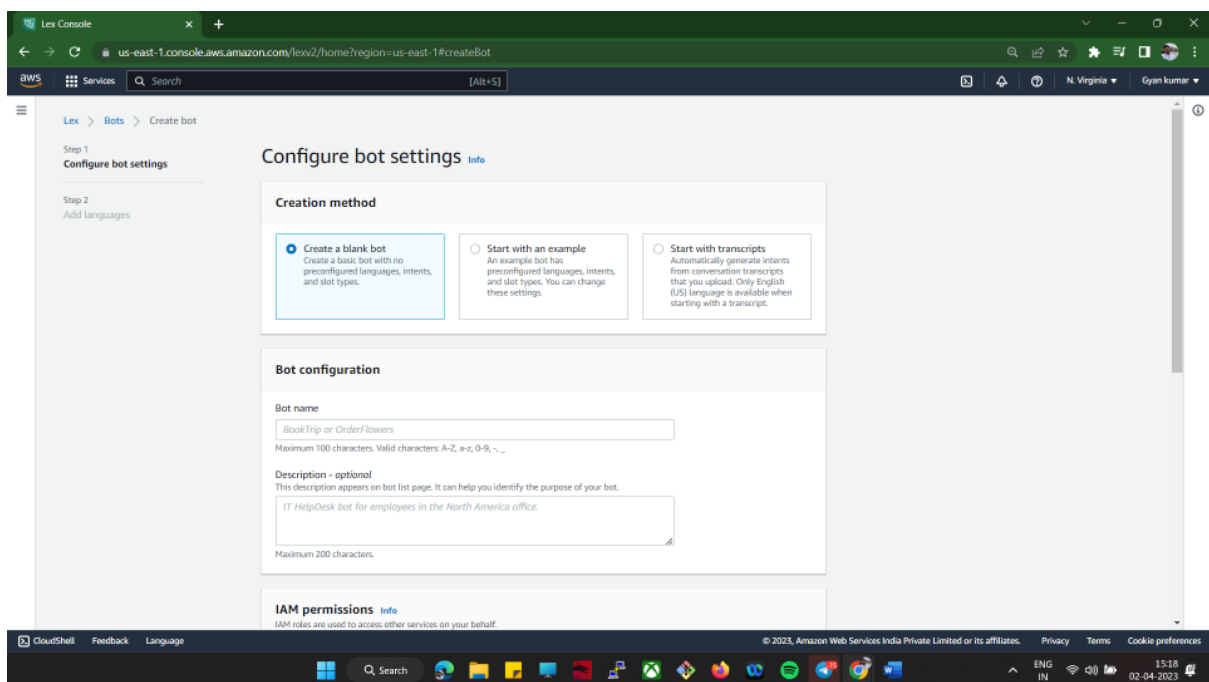 Lex Console
us-east-1.console.aws.amazon.com/lexv2/home?region=us-east-1#createBot
aws
Services
Search
[Alt+S]
N. Virginia
Gyan kumar
Lex > Bots > Create bot
Step 1
Configure bot settings
Step 2
Add languages
Configure bot settings Info
Creation method
Create a blank bot
Create a basic bot with no
preconfigured languages, intents,
and slot types.
Start with an example
An example bot has
preconfigured languages, intents,
and slot types. You can change
these settings.
Start with transcripts
Automatically generate intents
from conversation transcripts
that you upload. Only English
(US) language is available when
starting with a transcript.
Bot configuration
Bot name
BookTrip or OrderFlowers
Maximum 100 characters. Valid characters: A-Z, a-z, 0-9, -, _
Description - optional
This description appears on bot list page. It can help you identify the purpose of your bot.
IT HelpDesk bot for employees in the North America office.
Maximum 200 characters.
IAM permissions Info
IAM roles are used to access other services on your behalf.
CloudShell
Feedback
Language
© 2023, Amazon Web Services India Private Limited or its affiliates.
Privacy
Terms
Cookie preferences
Search
ENG
IN
15:18
02-04-2023